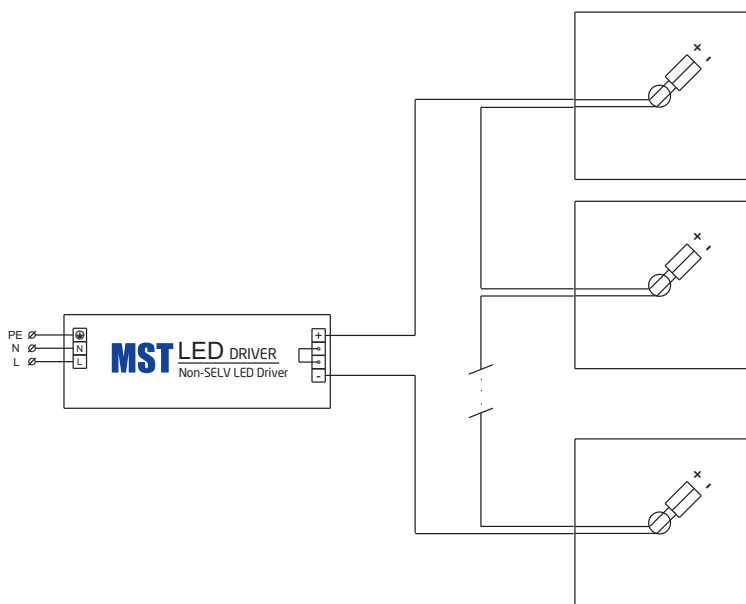 PE
N
L
N
L
MST LED DRIVER
Non-SELV LED Driver
+
-
+
-
+
-
+
-